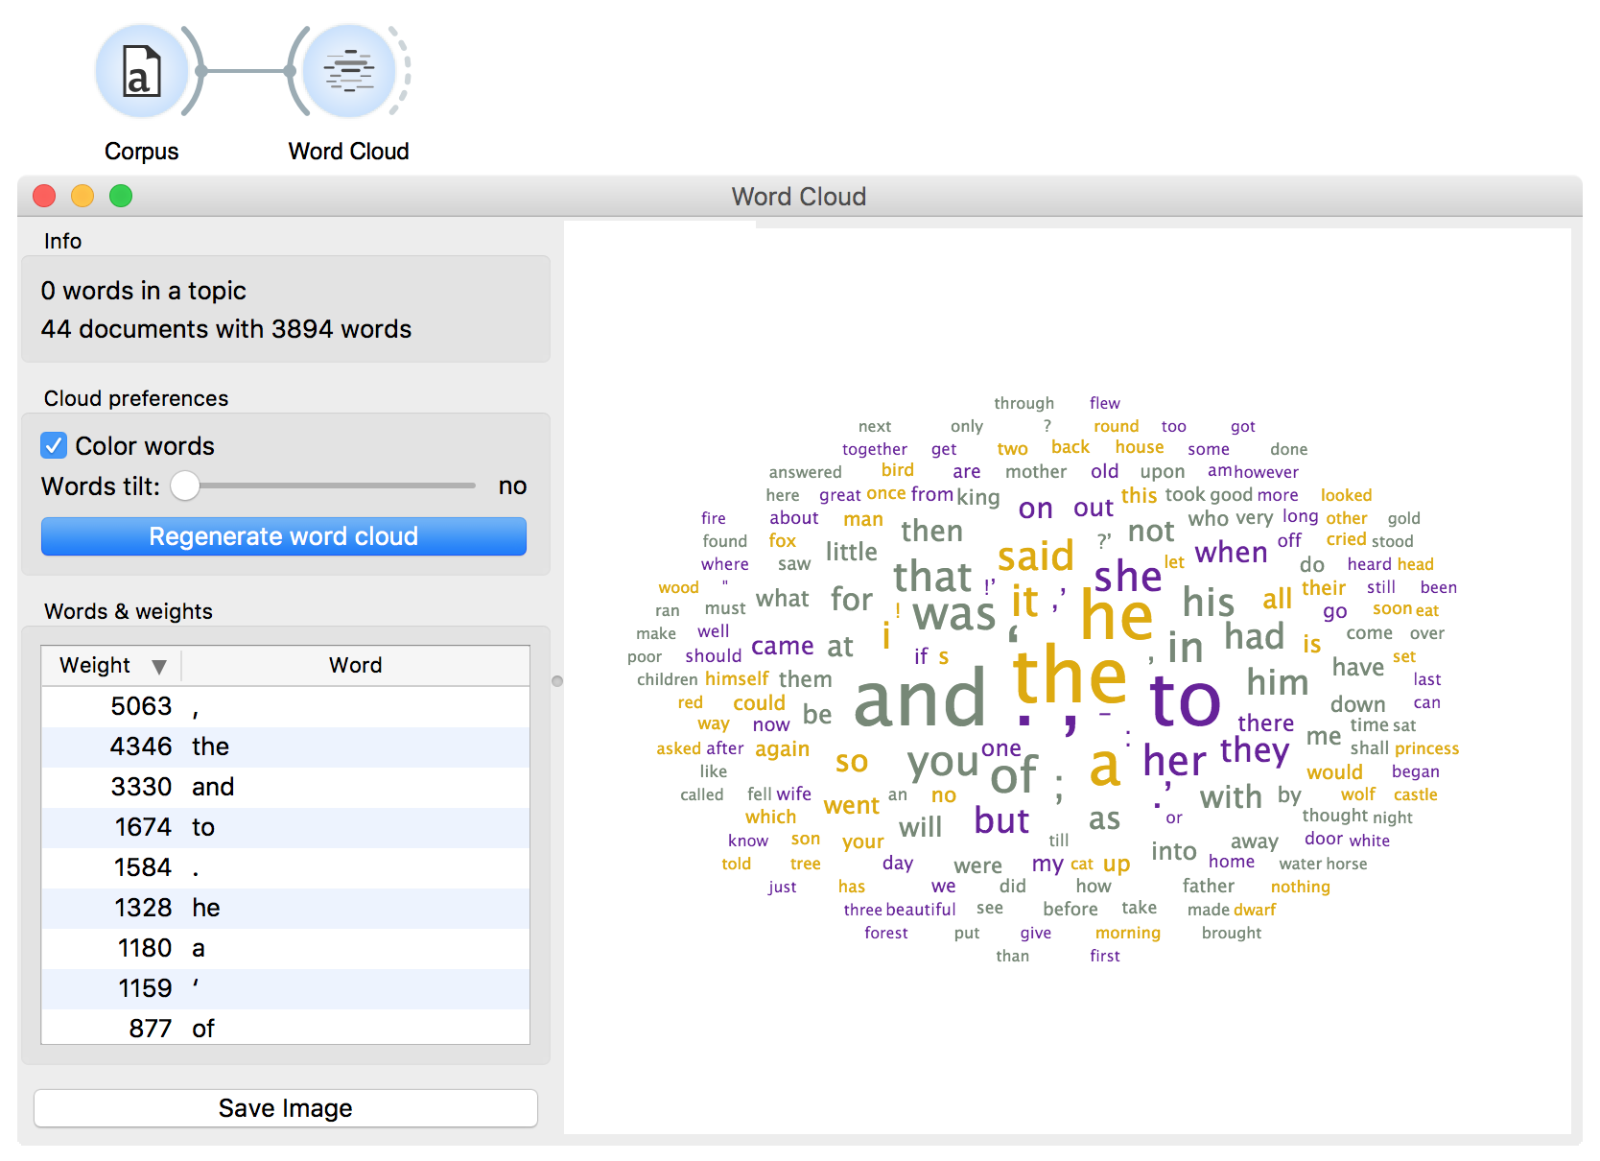 a
Corpus Word Cloud
Word Cloud
Info
0 words in a topic
44 documents with 3894 words
Cloud preferences
Color words
Words tilt: no
Regenerate word cloud
Words & weights
Weight ▼ Word
5063 ,
4346 the
3330 and
1674 to
1584 .
1328 he
1180 a
1159 ‘
877 of
Save Image
through flew
next only ? round too got
together get two back house some done
answered bird are mother old upon am however
here great once from king on out this took good more looked
fire about man then ?’ not who very long other gold
found fox little said when off cried stood
where saw that !’ she let do heard head
wood " what for was it ,’ he his all their still been
ran must ! go soon eat
make well came at i ‘ in had is come over
poor should if s the , have set
children himself them and to him last
red could be . , – down can
way now there time sat
asked after again so you one of : a her they me shall princess
like would began
called fell wife an no ; .’ with by wolf castle
which went will but as or thought night
know son your till into away door white
told tree day were my cat up home water horse
just has we did how father nothing
three beautiful see before take made dwarf
forest put give morning brought
than first